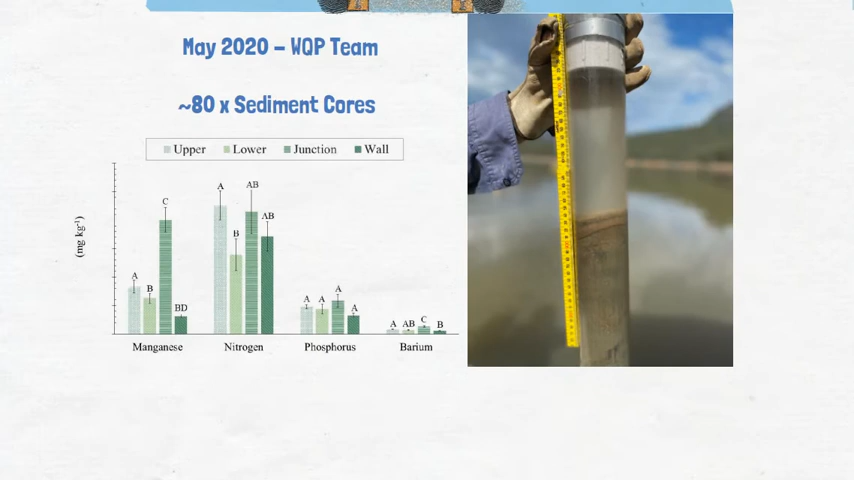 May 2020 – WQP Team
~80 x Sediment Cores
Upper Lower Junction Wall
(mg kg⁻¹)
A B C BD
A B AB AB
A A A A
A AB C B
Manganese Nitrogen Phosphorus Barium